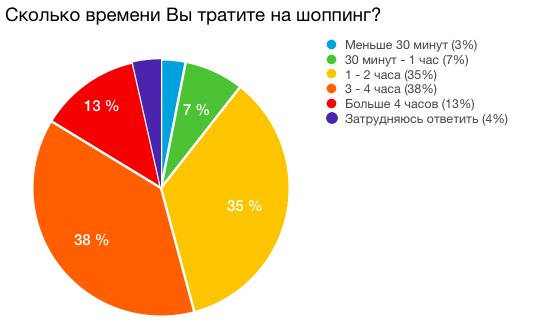 Сколько времени Вы тратите на шоппинг?
Меньше 30 минут (3%)
30 минут - 1 час (7%)
1 - 2 часа (35%)
3 - 4 часа (38%)
Больше 4 часов (13%)
Затрудняюсь ответить (4%)
13 %
7 %
35 %
38 %